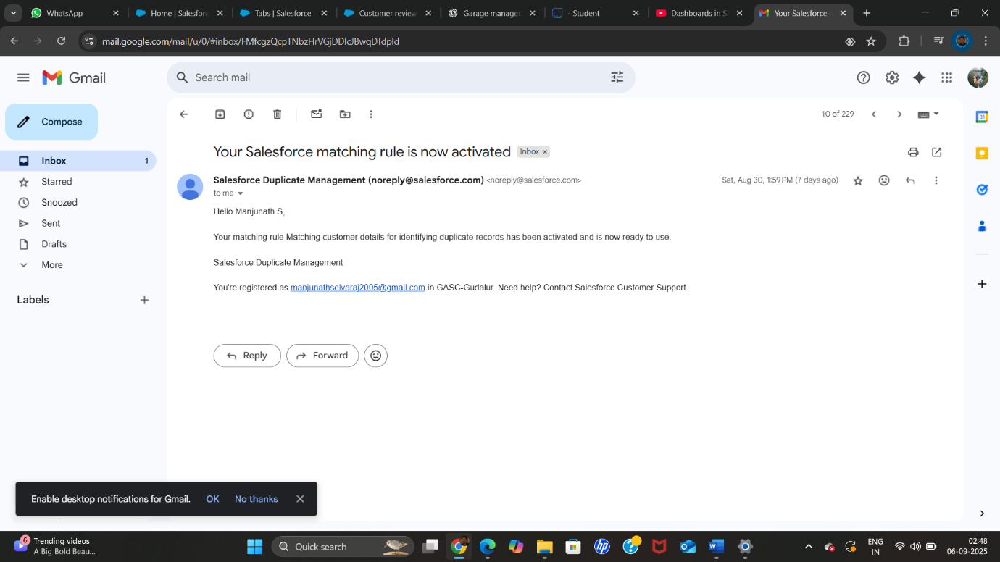 WhatsApp
Home | Salesforc
Tabs | Salesforce
Customer review
Garage manager
- Student
Dashboards in S
Your Salesforce
mail.google.com/mail/u/0/#inbox/FMfcgzQcpTNbzHrVGjDDlcJBwqDTdpld
Gmail
Search mail
Compose
10 of 229
Inbox 1
Starred
Snoozed
Sent
Drafts
More
Labels
Your Salesforce matching rule is now activated
Inbox x
Salesforce Duplicate Management (noreply@salesforce.com) <noreply@salesforce.com>
Sat, Aug 30, 1:59 PM (7 days ago)
to me
Hello Manjunath S,
Your matching rule Matching customer details for identifying duplicate records has been activated and is now ready to use.
Salesforce Duplicate Management
You're registered as manjunathselvaraj2005@gmail.com in GASC-Gudalur. Need help? Contact Salesforce Customer Support.
Reply
Forward
31
Enable desktop notifications for Gmail. OK No thanks
6
Trending videos
A Big Bold Beau...
Quick search
ENG
IN
02:48
06-09-2025